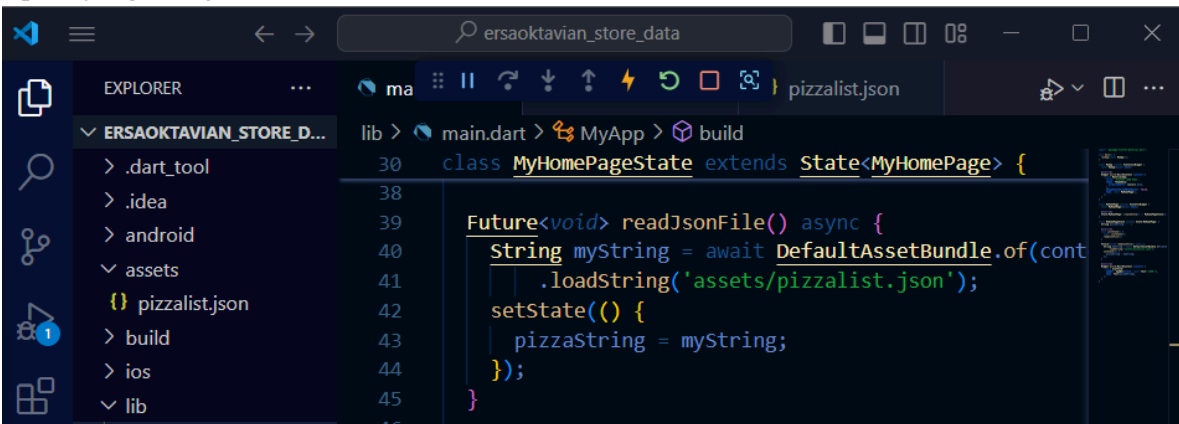 ersaoktavian_store_data
EXPLORER
ma
pizzalist.json
ERSAOKTAVIAN_STORE_D...
lib > main.dart > MyApp > build
> .dart_tool
30 class MyHomePageState extends State<MyHomePage> {
38
> .idea
39 Future<void> readJsonFile() async {
> android
40 String myString = await DefaultAssetBundle.of(cont
assets
41 .loadString('assets/pizzalist.json');
{} pizzalist.json
42 setState(() {
> build
43 pizzaString = myString;
1
> ios
44 });
lib
45 }